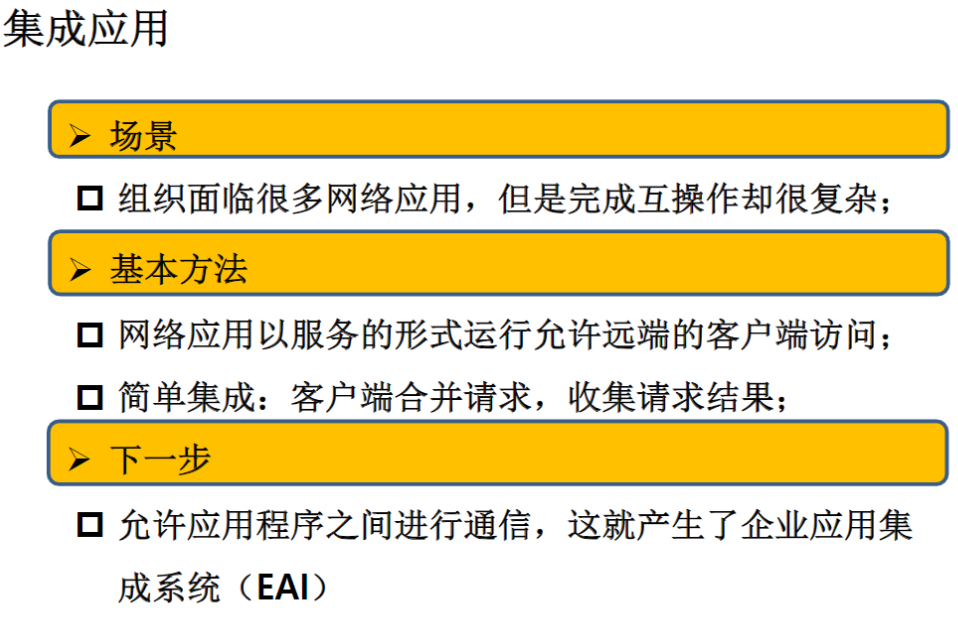 集成应用
➢ 场景
❑ 组织面临很多网络应用，但是完成互操作却很复杂；
➢ 基本方法
❑ 网络应用以服务的形式运行允许远端的客户端访问；
❑ 简单集成：客户端合并请求，收集请求结果；
➢ 下一步
❑ 允许应用程序之间进行通信，这就产生了企业应用集
成系统（EAI）